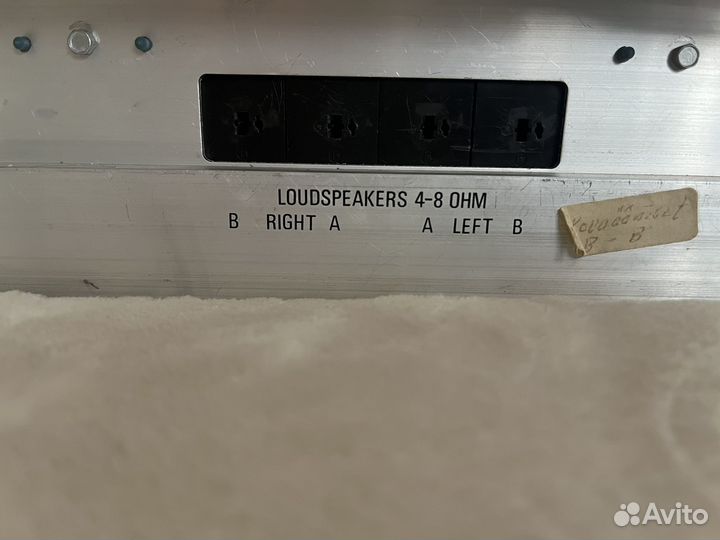 LOUDSPEAKERS 4-8 OHM
B RIGHT A A LEFT B
B - B
Avito